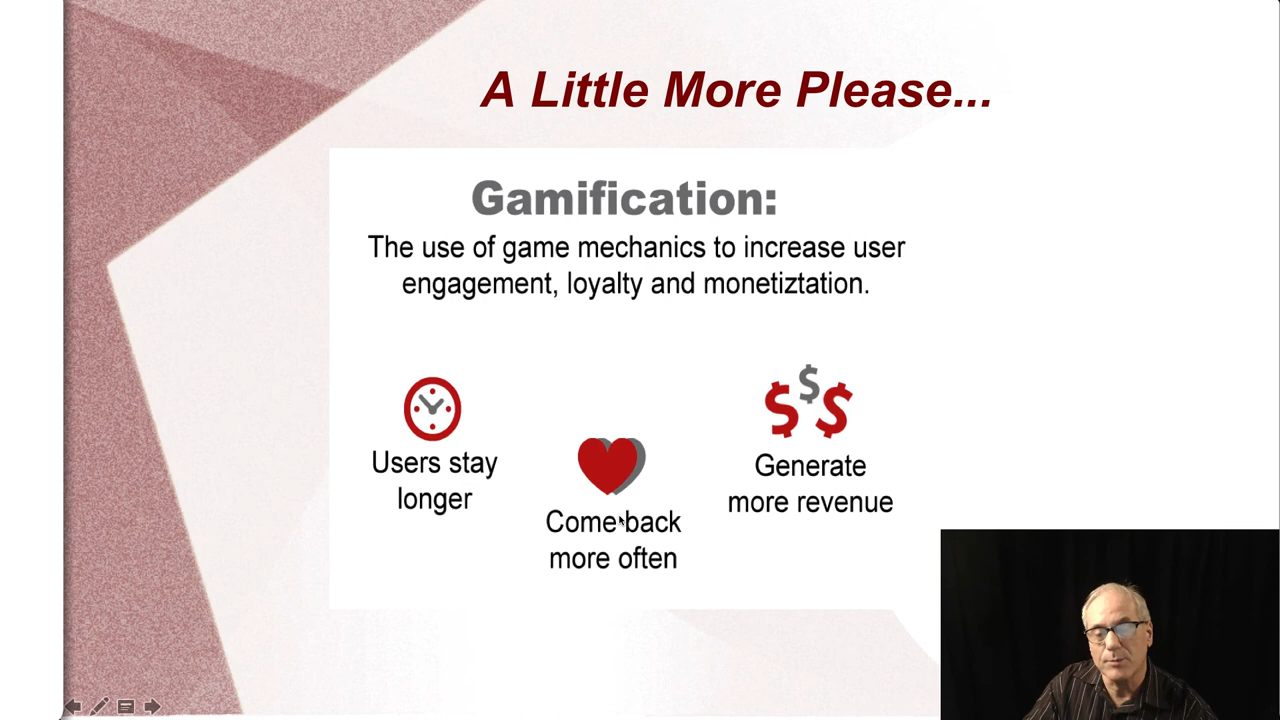 A Little More Please...
Gamification:
The use of game mechanics to increase user
engagement, loyalty and monetiztation.
$ $ $
Users stay
longer
Come back
more often
Generate
more revenue